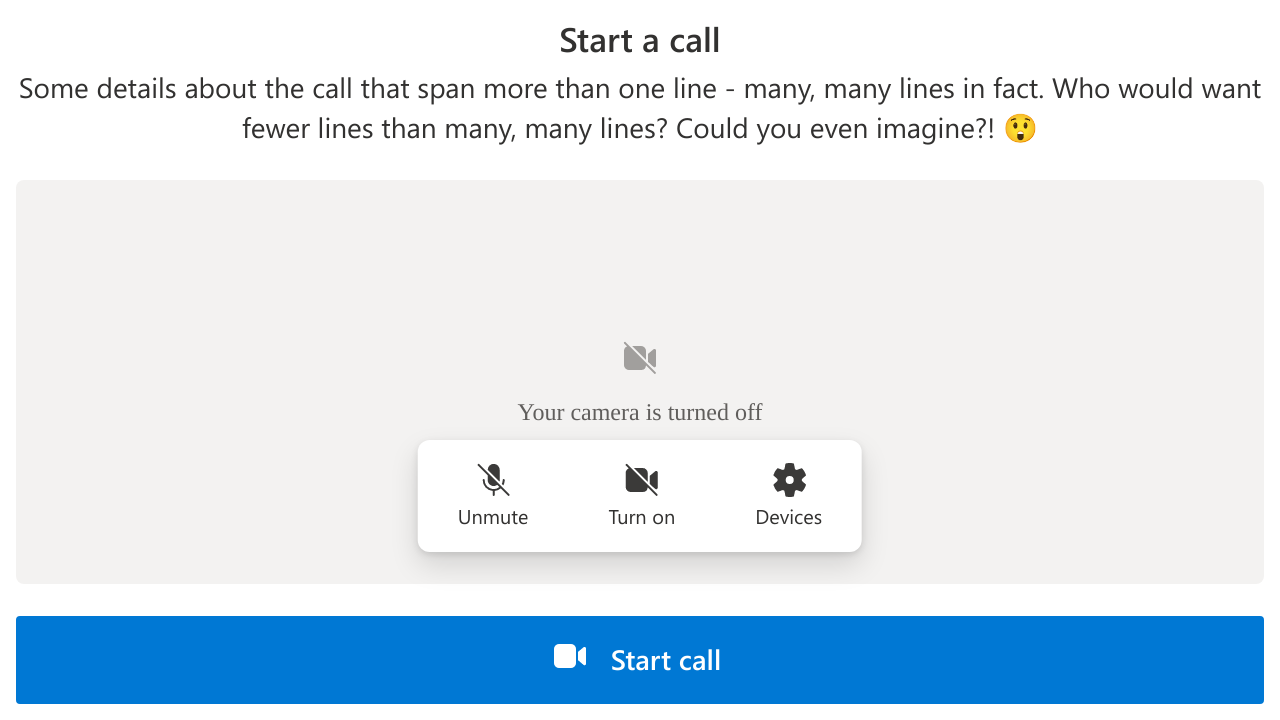 Start a call
Some details about the call that span more than one line - many, many lines in fact. Who would want
fewer lines than many, many lines? Could you even imagine?! 😲
Your camera is turned off
Unmute Turn on Devices
Start call